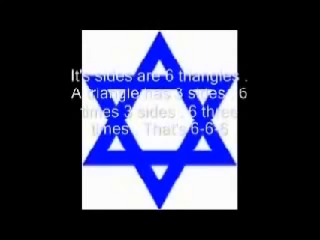 It's sides are 6 thangles .
A triangle has 3 sides . 6
times 3 sides . 6 three
times . That's 6-6-6